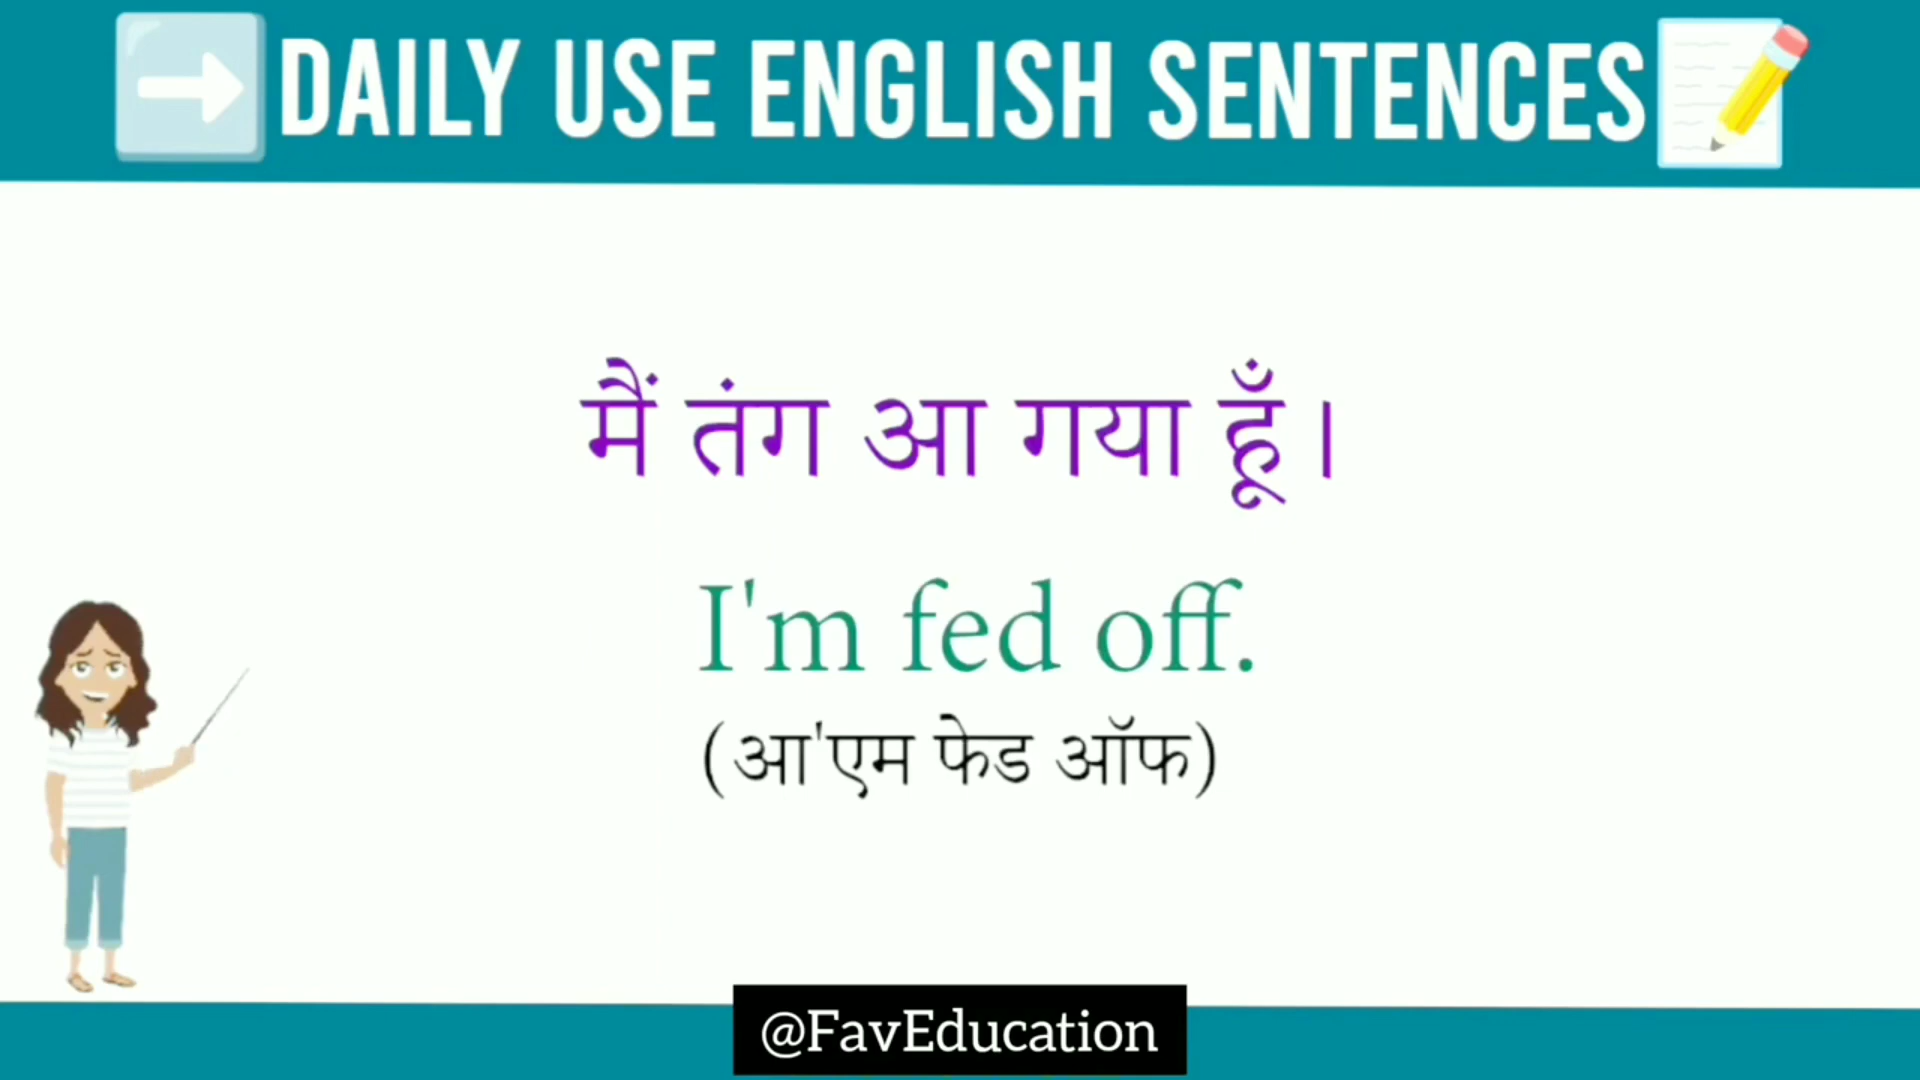 DAILY USE ENGLISH SENTENCES
मैं तंग आ गया हूँ।
I'm fed off.
(आ'एम फेड ऑफ)
@FavEducation